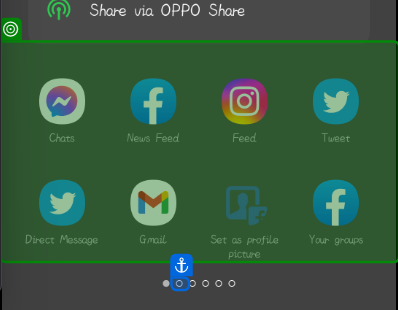 Share via OPPO Share
Chats News Feed Feed Tweet
Direct Message Gmail Set as profile picture Your groups